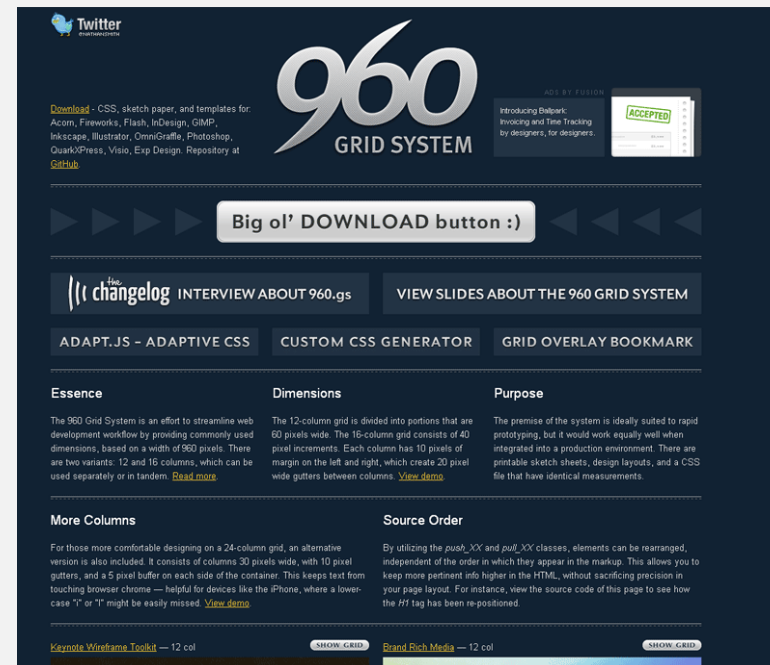 Twitter
@NATHANSMITH
960
GRID SYSTEM
Download - CSS, sketch paper, and templates for:
Acorn, Fireworks, Flash, InDesign, GIMP,
Inkscape, Illustrator, OmniGraffle, Photoshop,
QuarkXPress, Visio, Exp Design. Repository at
GitHub.
ADS BY FUSION
Introducing Ballpark:
Invoicing and Time Tracking
by designers, for designers.
ACCEPTED
Big ol' DOWNLOAD button :)
the changelog INTERVIEW ABOUT 960.gs
VIEW SLIDES ABOUT THE 960 GRID SYSTEM
ADAPT.JS – ADAPTIVE CSS
CUSTOM CSS GENERATOR
GRID OVERLAY BOOKMARK
Essence
The 960 Grid System is an effort to streamline web
development workflow by providing commonly used
dimensions, based on a width of 960 pixels. There
are two variants: 12 and 16 columns, which can be
used separately or in tandem. Read more.
Dimensions
The 12-column grid is divided into portions that are
60 pixels wide. The 16-column grid consists of 40
pixel increments. Each column has 10 pixels of
margin on the left and right, which create 20 pixel
wide gutters between columns. View demo.
Purpose
The premise of the system is ideally suited to rapid
prototyping, but it would work equally well when
integrated into a production environment. There are
printable sketch sheets, design layouts, and a CSS
file that have identical measurements.
More Columns
For those more comfortable designing on a 24-column grid, an alternative
version is also included. It consists of columns 30 pixels wide, with 10 pixel
gutters, and a 5 pixel buffer on each side of the container. This keeps text from
touching browser chrome — helpful for devices like the iPhone, where a lower-
case "i" or "l" might be easily missed. View demo.
Source Order
By utilizing the push_XX and pull_XX classes, elements can be rearranged,
independent of the order in which they appear in the markup. This allows you to
keep more pertinent info higher in the HTML, without sacrificing precision in
your page layout. For instance, view the source code of this page to see how
the H1 tag has been re-positioned.
Keynote Wireframe Toolkit — 12 col
SHOW GRID
Brand Rich Media — 12 col
SHOW GRID